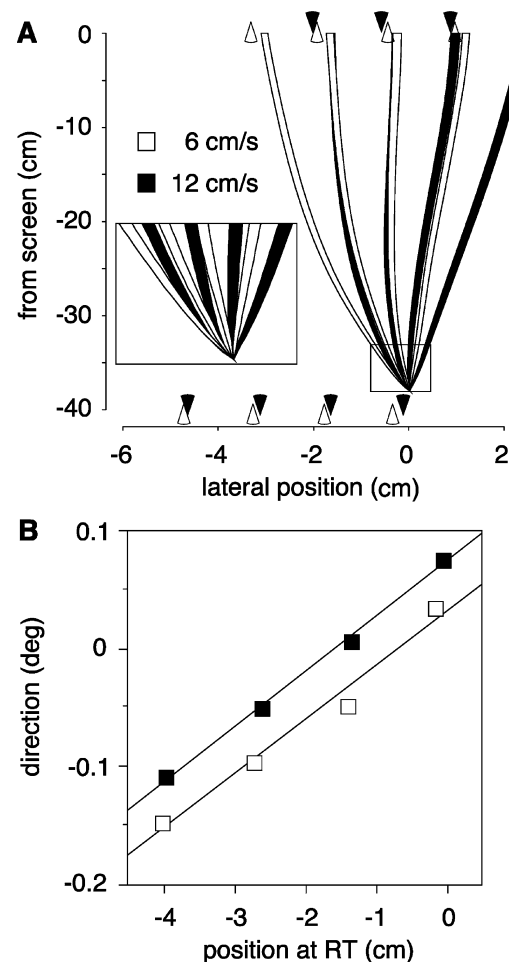 A
0
-10
-20
-30
-40
from screen (cm)
6 cm/s
12 cm/s
-6 -4 -2 0 2
lateral position (cm)
B
0.1
0
-0.1
-0.2
direction (deg)
-4 -3 -2 -1 0
position at RT (cm)